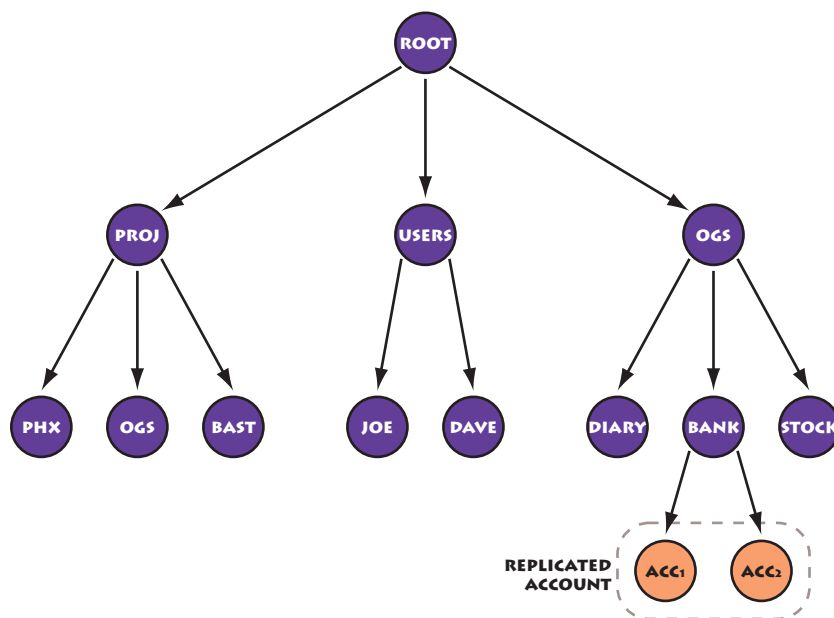 ROOT
PROJ
USERS
OGS
PHX
OGS
BAST
JOE
DAVE
DIARY
BANK
STOCK
REPLICATED
ACCOUNT
ACC1
ACC2